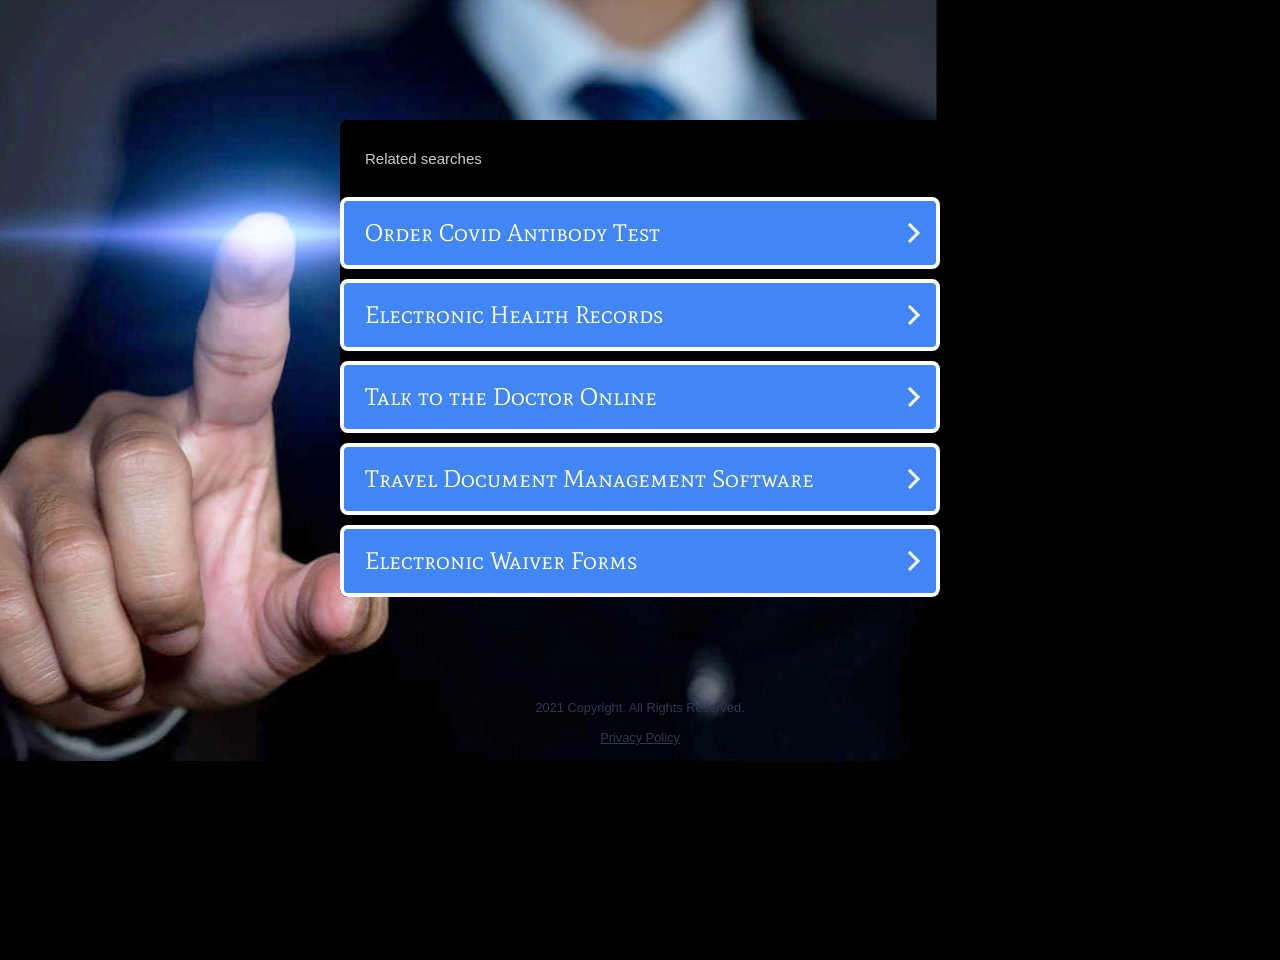 Related searches
Order Covid Antibody Test
Electronic Health Records
Talk to the Doctor Online
Travel Document Management Software
Electronic Waiver Forms
2021 Copyright. All Rights Reserved.
Privacy Policy